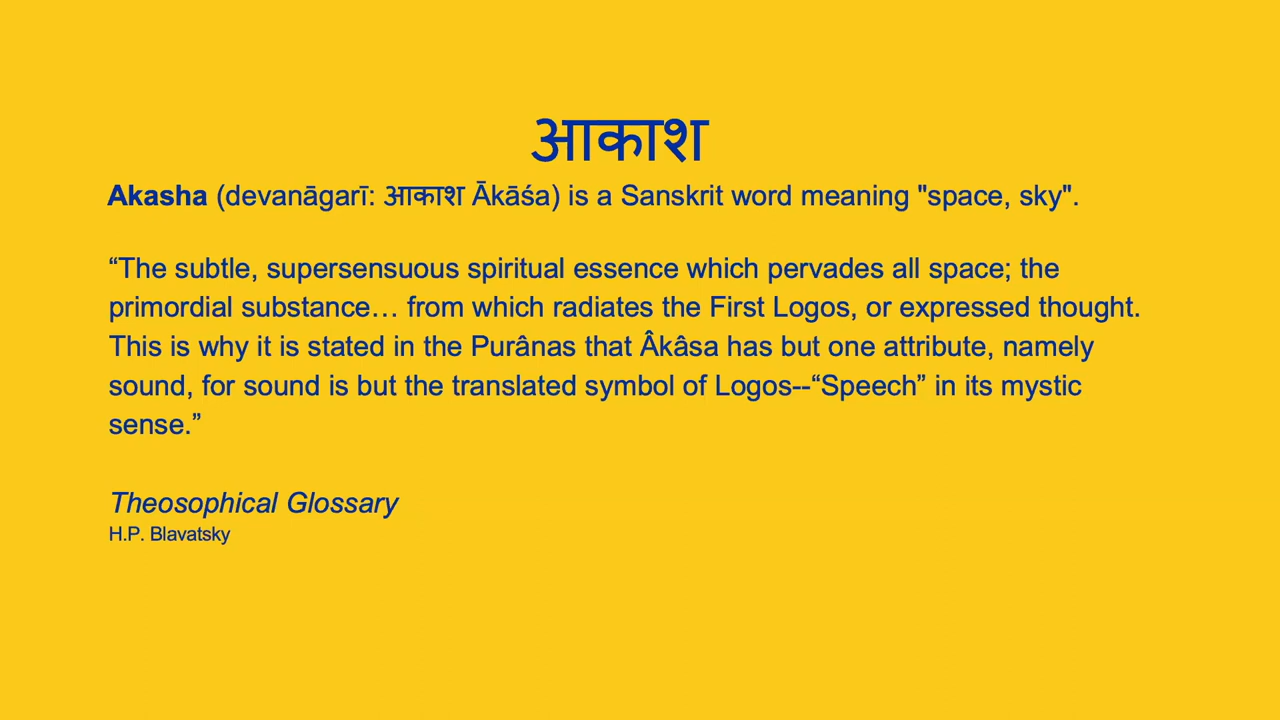 आकाश
Akasha (devanāgarī: आकाश Ākāśa) is a Sanskrit word meaning "space, sky".
“The subtle, supersensuous spiritual essence which pervades all space; the
primordial substance… from which radiates the First Logos, or expressed thought.
This is why it is stated in the Purânas that Âkâsa has but one attribute, namely
sound, for sound is but the translated symbol of Logos--“Speech” in its mystic
sense.”
Theosophical Glossary
H.P. Blavatsky